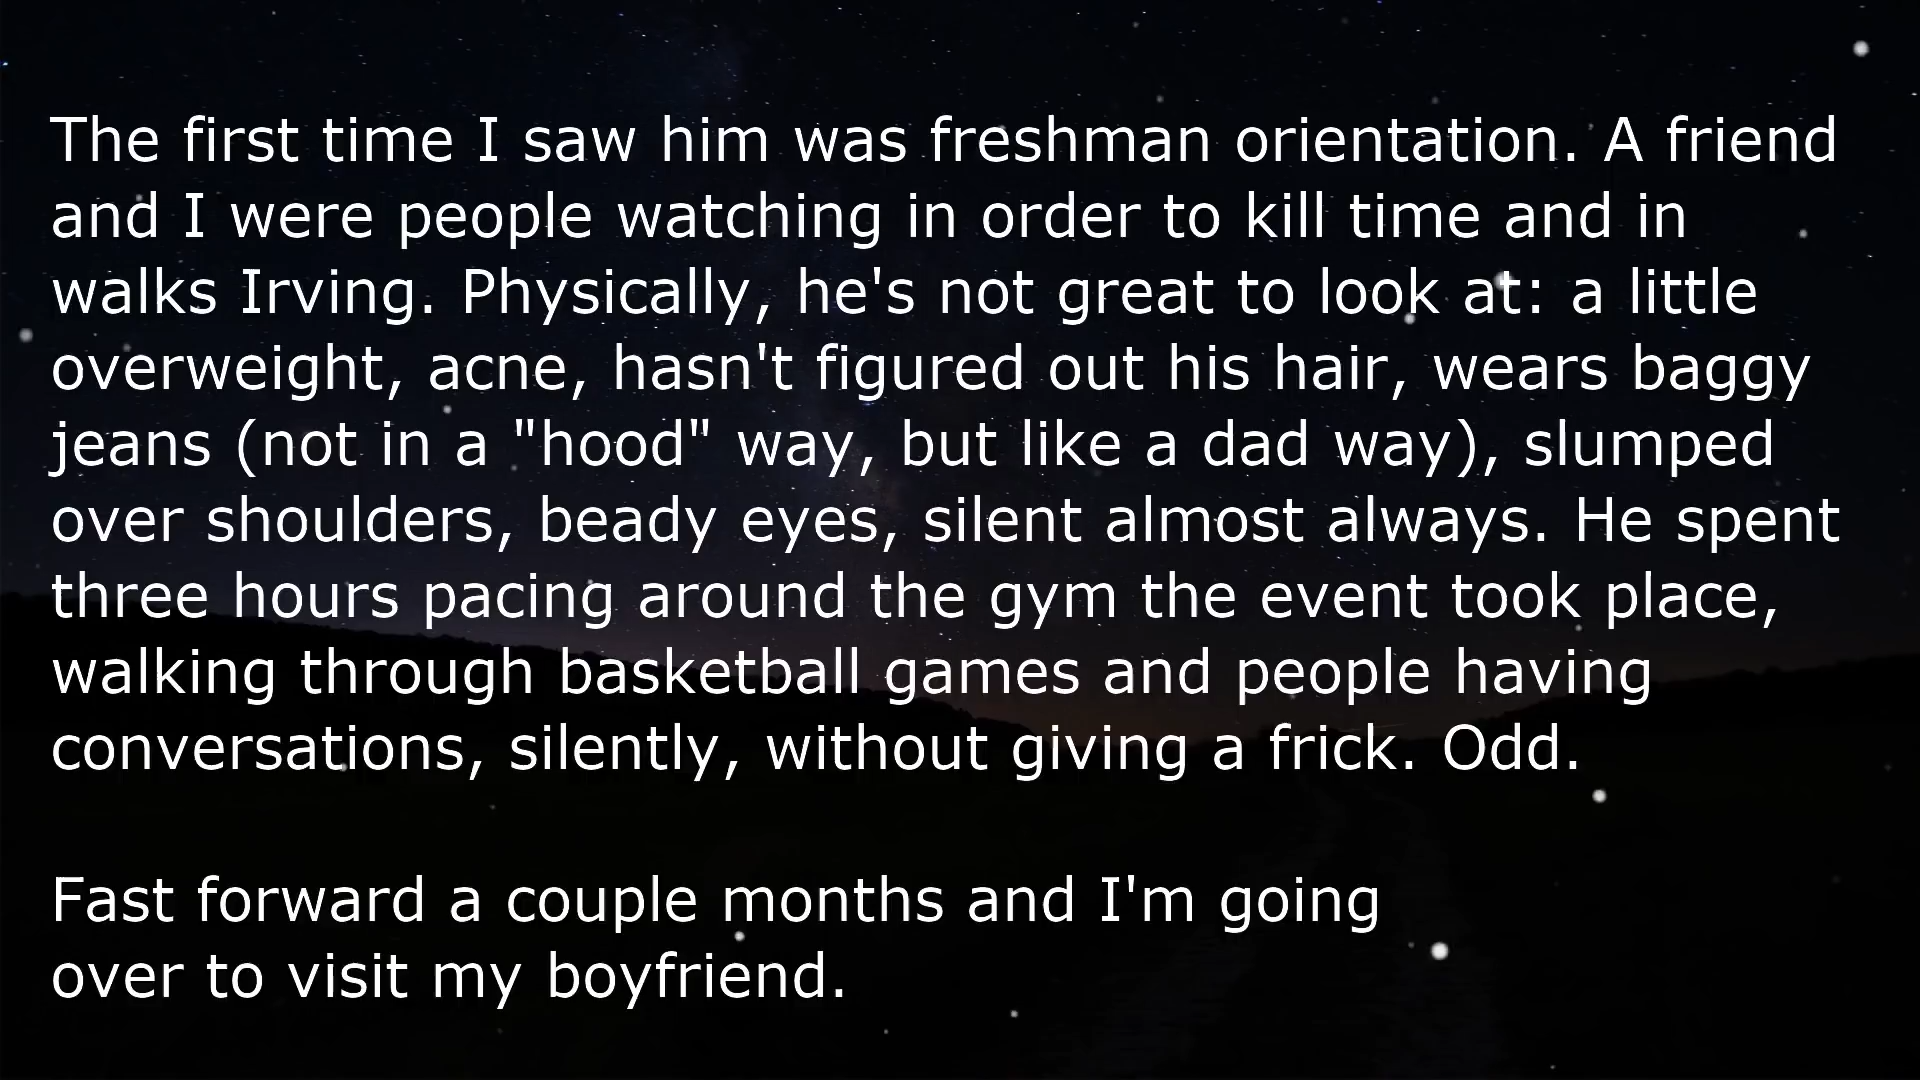 The first time I saw him was freshman orientation. A friend
and I were people watching in order to kill time and in
walks Irving. Physically, he's not great to look at: a little
overweight, acne, hasn't figured out his hair, wears baggy
jeans (not in a "hood" way, but like a dad way), slumped
over shoulders, beady eyes, silent almost always. He spent
three hours pacing around the gym the event took place,
walking through basketball games and people having
conversations, silently, without giving a frick. Odd.
Fast forward a couple months and I'm going
over to visit my boyfriend.